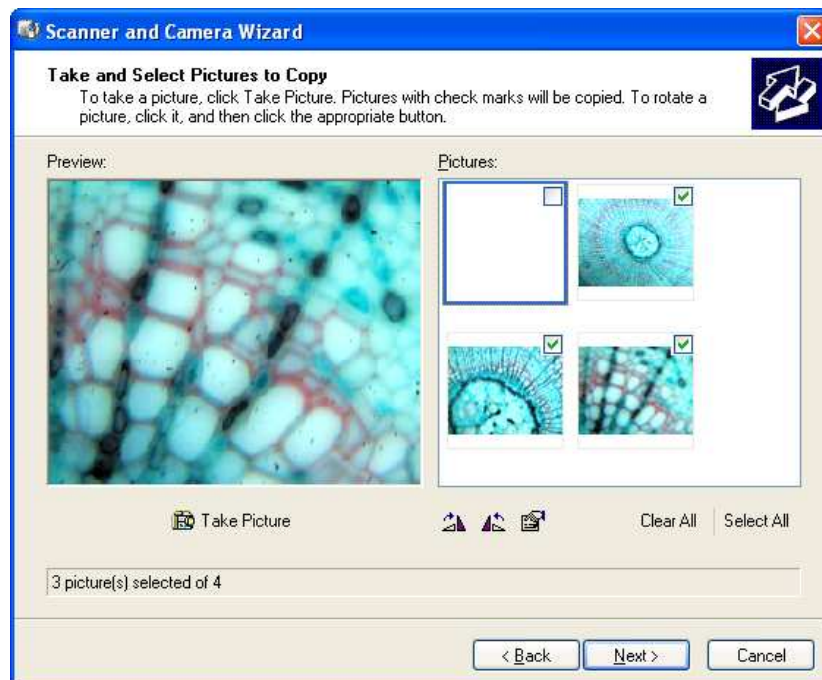 Scanner and Camera Wizard
Take and Select Pictures to Copy
To take a picture, click Take Picture. Pictures with check marks will be copied. To rotate a
picture, click it, and then click the appropriate button.
Preview:
Pictures:
Take Picture
Clear All
Select All
3 picture(s) selected of 4
< Back
Next >
Cancel